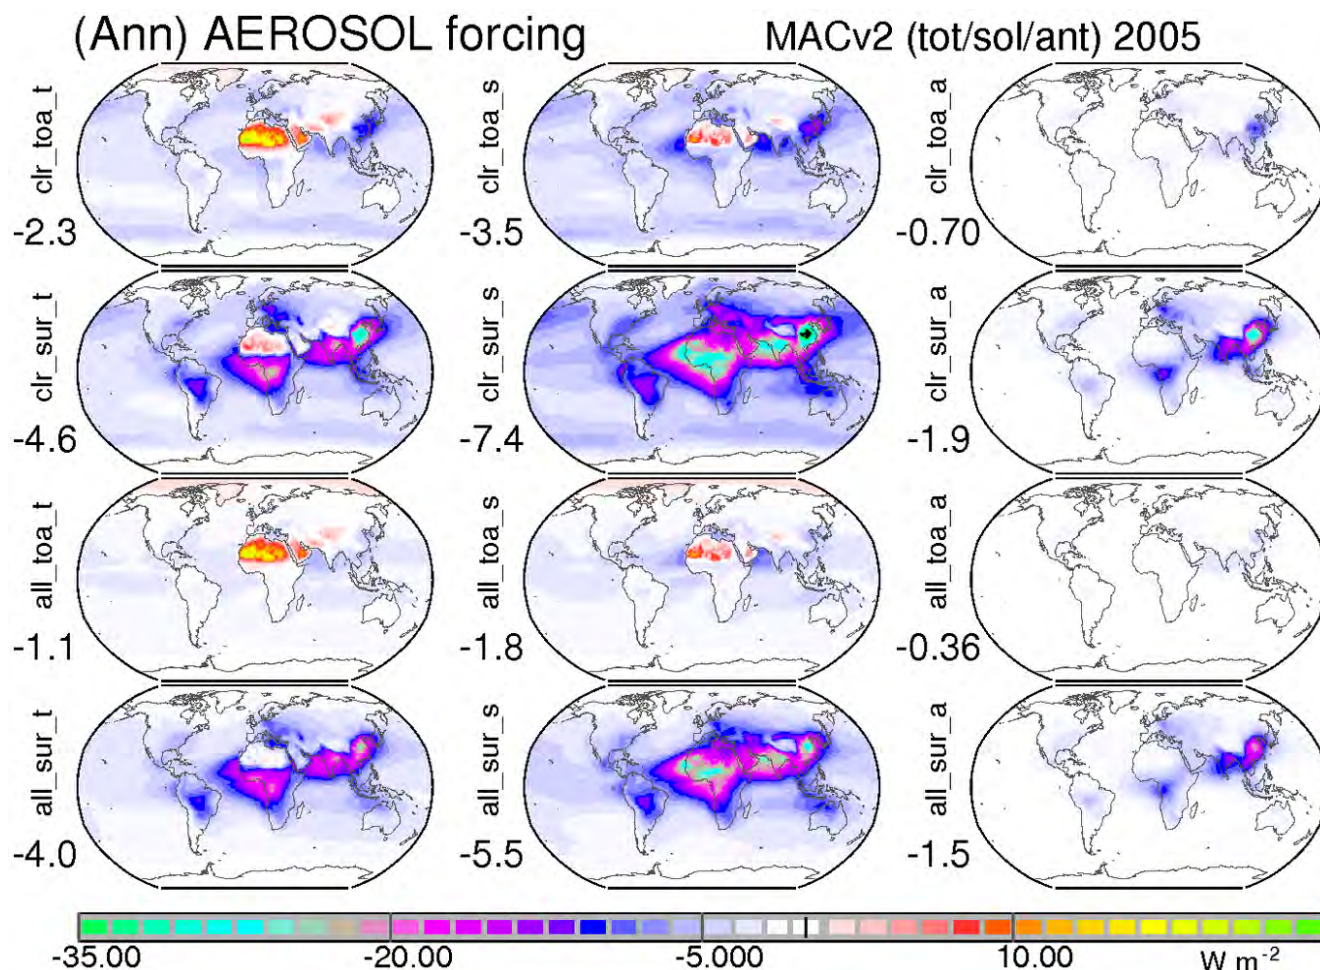 (Ann) AEROSOL forcing
MACv2 (tot/sol/ant) 2005
clr_toa_t
-2.3
clr_toa_s
-3.5
clr_toa_a
-0.70
clr_sur_t
-4.6
clr_sur_s
-7.4
clr_sur_a
-1.9
all_toa_t
-1.1
all_toa_s
-1.8
all_toa_a
-0.36
all_sur_t
-4.0
all_sur_s
-5.5
all_sur_a
-1.5
-35.00 -20.00 -5.000 10.00 W m⁻²